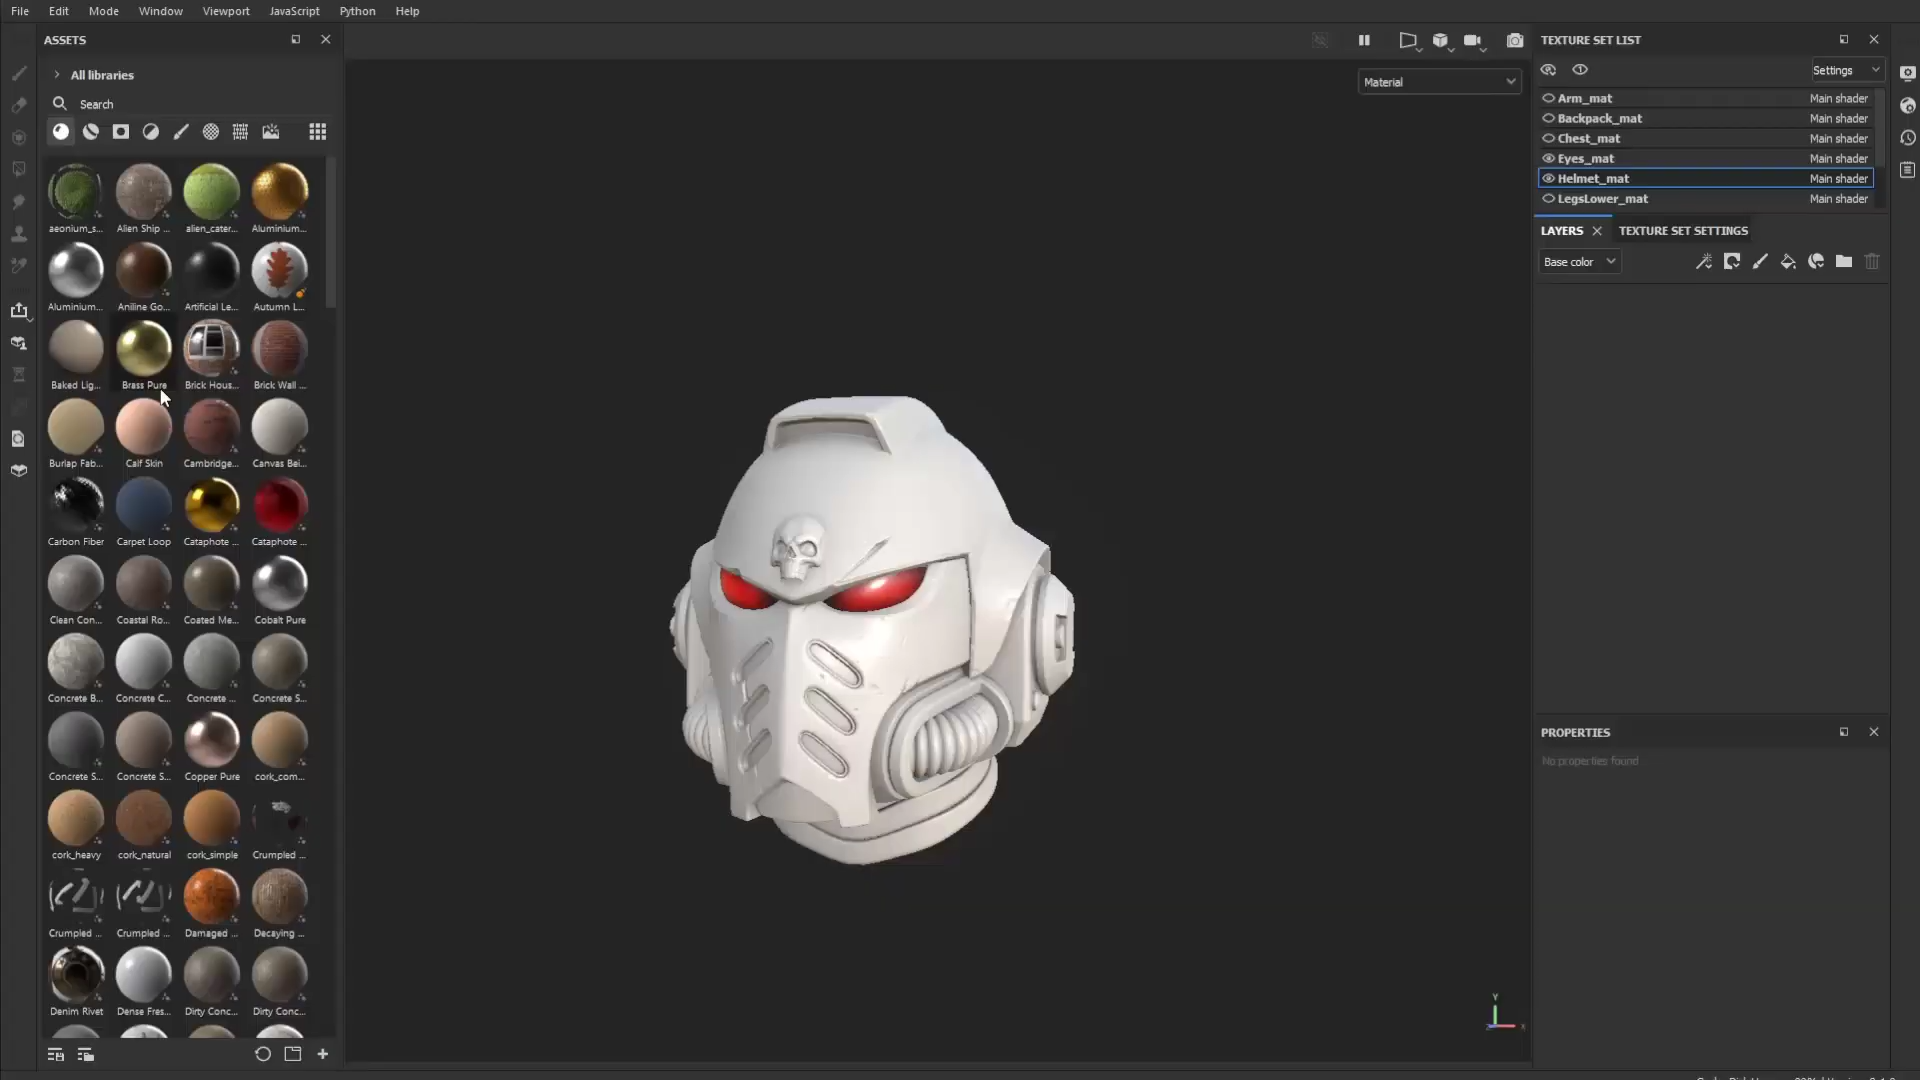 File Edit Mode Window Viewport JavaScript Python Help
ASSETS
All libraries
Search
aeonium_s... Alien Ship ... alien_cater... Aluminium...
Aluminium... Aniline Go... Artificial Le... Autumn L...
Baked Lig... Brass Pure Brick Hous... Brick Wall ...
Burlap Fab... Calf Skin Cambridge... Canvas Bei...
Carbon Fiber Carpet Loop Cataphote ... Cataphote ...
Clean Con... Coastal Ro... Coated Me... Cobalt Pure
Concrete B... Concrete C... Concrete ... Concrete S...
Concrete S... Concrete S... Copper Pure cork_com...
cork_heavy cork_natural cork_simple Crumpled ...
Crumpled ... Crumpled ... Damaged ... Decaying ...
Denim Rivet Dense Fres... Dirty Conc... Dirty Conc...
Material
Y
TEXTURE SET LIST
Settings
Arm_mat Main shader
Backpack_mat Main shader
Chest_mat Main shader
Eyes_mat Main shader
Helmet_mat Main shader
LegsLower_mat Main shader
LAYERS TEXTURE SET SETTINGS
Base color
PROPERTIES
No properties found